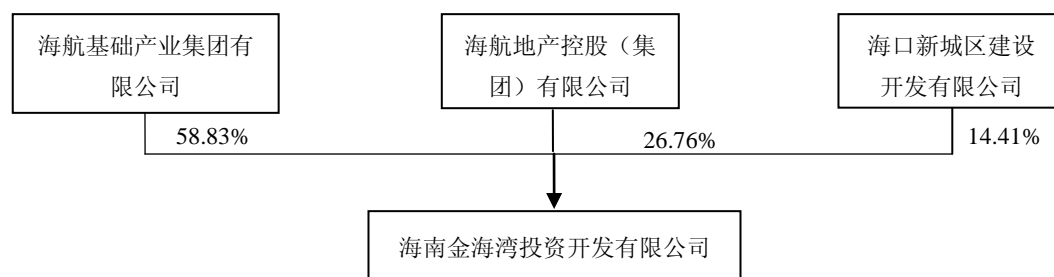 海航基础产业集团有
限公司
海航地产控股（集
团）有限公司
海口新城区建设
开发有限公司
58.83%
26.76%
14.41%
海南金海湾投资开发有限公司